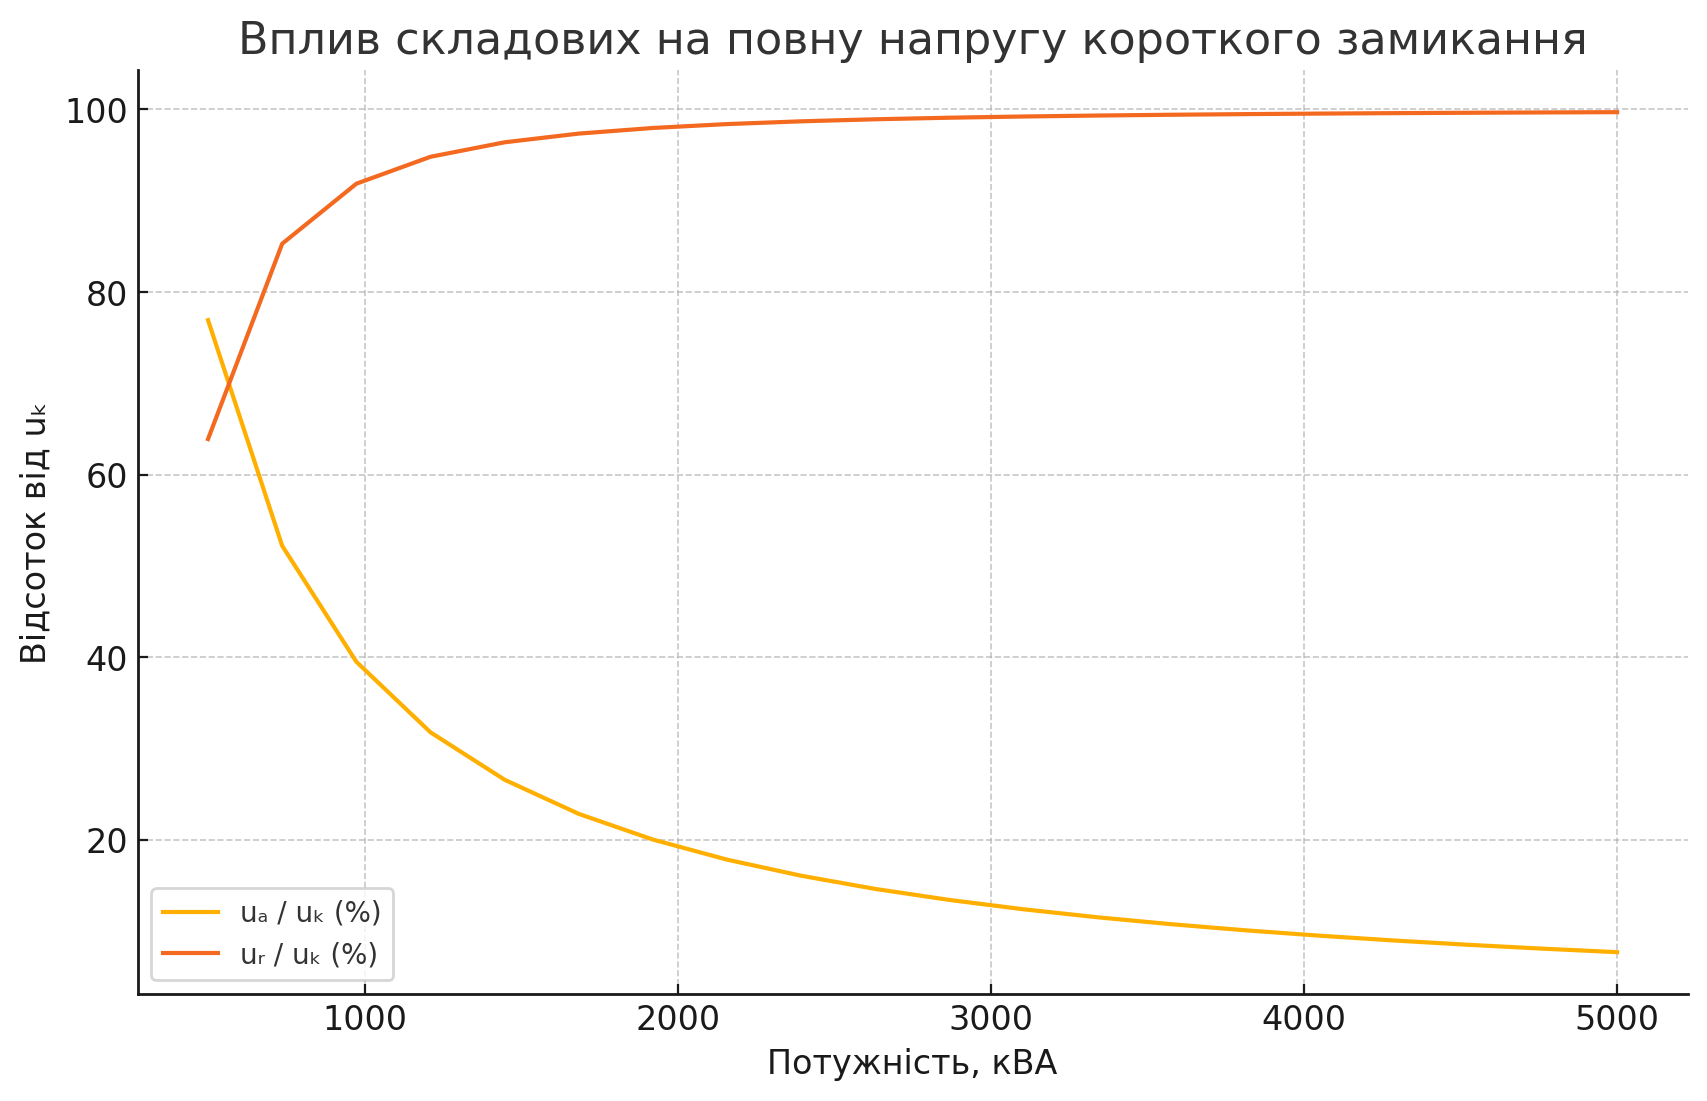 Вплив складових на повну напругу короткого замикання
100
80
60
40
20
Відсоток від uₖ
uₐ / uₖ (%)
uᵣ / uₖ (%)
1000 2000 3000 4000 5000
Потужність, кВА